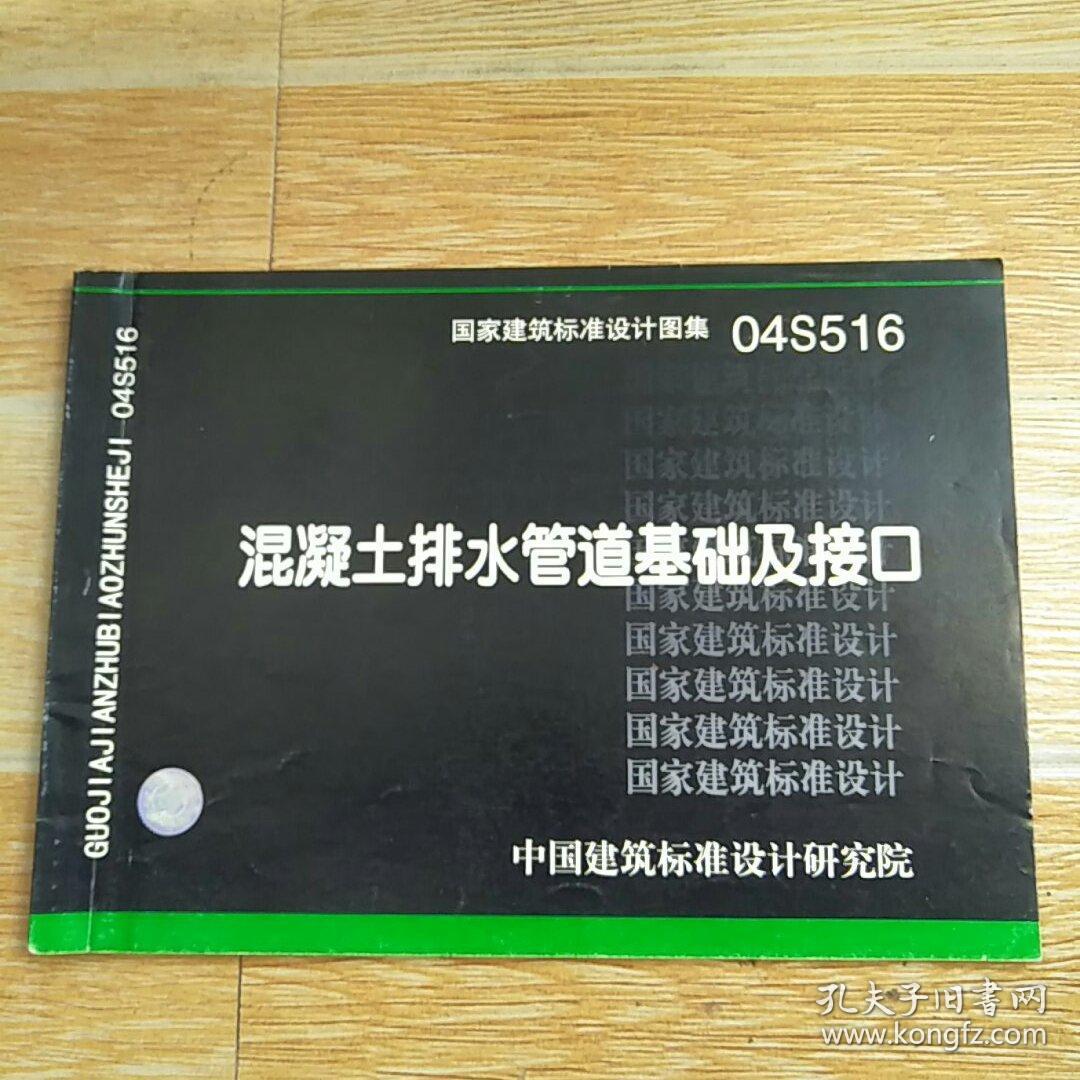 国家建筑标准设计图集 04S516
国家建筑标准设计
国家建筑标准设计
国家建筑标准设计
混凝土排水管道基础及接口
国家建筑标准设计
国家建筑标准设计
国家建筑标准设计
国家建筑标准设计
国家建筑标准设计
中国建筑标准设计研究院
GUOJIAJIANZHUBIAOZHUNSHEJI 04S516
孔夫子旧书网
www.kongfz.com